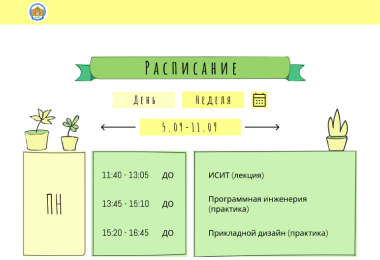 Расписание
День Неделя
5.09-11.09
ПН
11:40 - 13:05 ДО ИСИТ (лекция)
13:45 - 15:10 ДО Программная инженерия
(практика)
15:20 - 16:45 ДО Прикладной дизайн (практика)